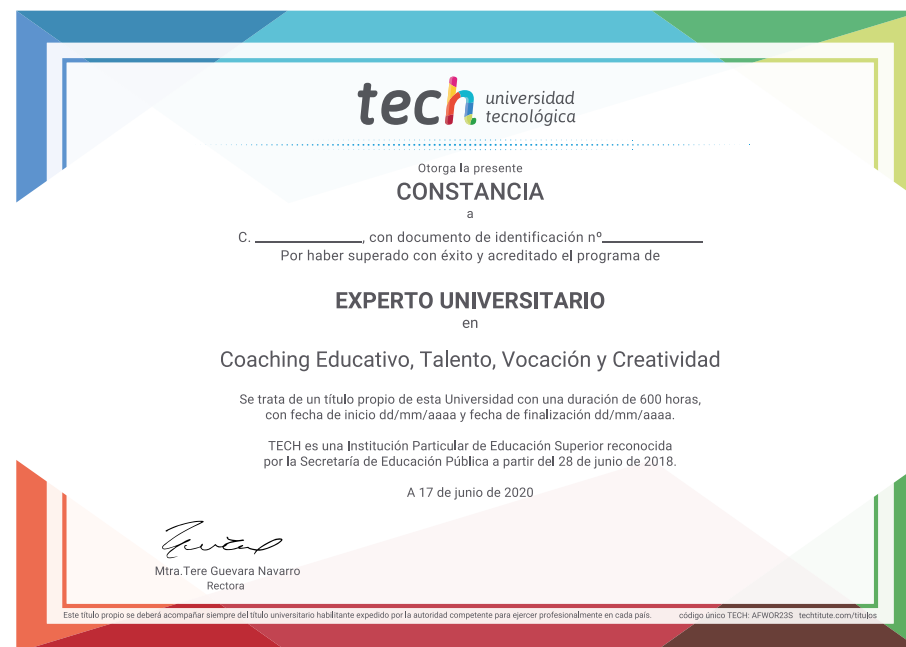 tech universidad
tecnológica
Otorga la presente
CONSTANCIA
a
C. ____________, con documento de identificación nº____________
Por haber superado con éxito y acreditado el programa de
EXPERTO UNIVERSITARIO
en
Coaching Educativo, Talento, Vocación y Creatividad
Se trata de un título propio de esta Universidad con una duración de 600 horas,
con fecha de inicio dd/mm/aaaa y fecha de finalización dd/mm/aaaa.
TECH es una Institución Particular de Educación Superior reconocida
por la Secretaría de Educación Pública a partir del 28 de junio de 2018.
A 17 de junio de 2020
Mtra.Tere Guevara Navarro
Rectora
Este título propio se deberá acompañar siempre del título universitario habilitante expedido por la autoridad competente para ejercer profesionalmente en cada país. código único TECH: AFWOR23S techtitute.com/títulos